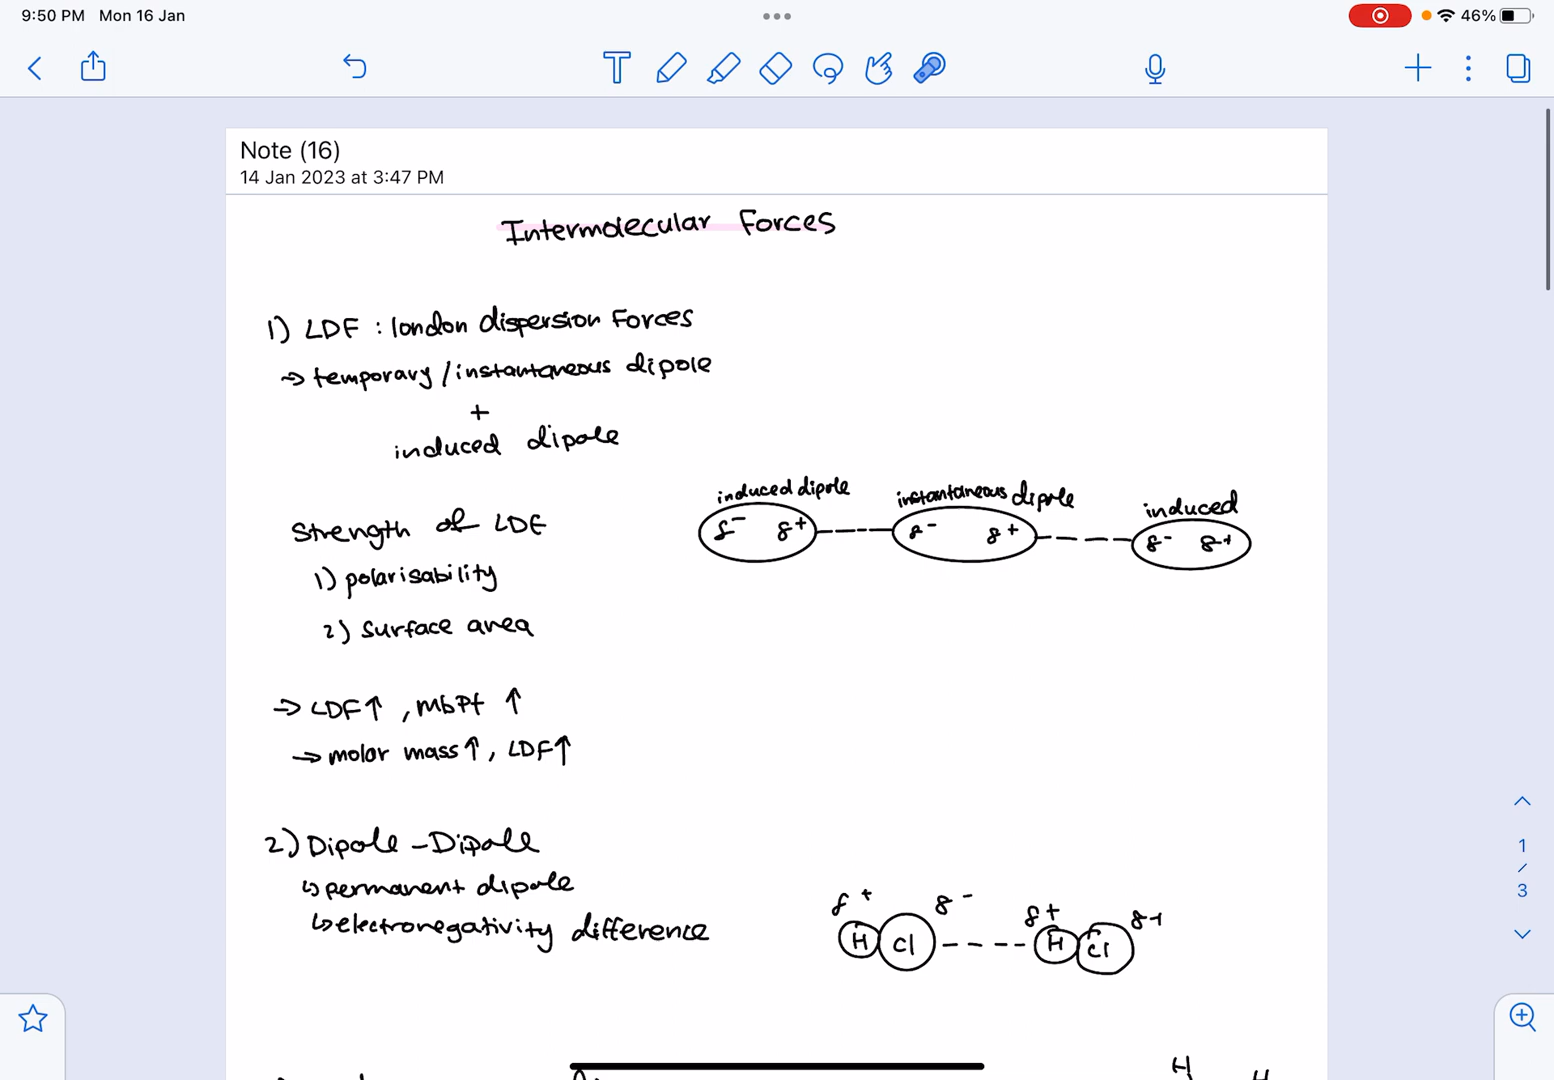 9:50 PM Mon 16 Jan
46%
Note (16)
14 Jan 2023 at 3:47 PM
Intermolecular Forces
1) LDF : london dispersion Forces
→ temporary / instantaneous dipole
+
induced dipole
induced dipole instantaneous dipole induced
δ- δ+ δ- δ+ δ- δ+
Strength of LDF
1) polarisability
2) surface area
⇒ LDF↑ , mbPt ↑
→ molar mass↑, LDF↑
2) Dipole - Dipole
↳ permanent dipole
↳ electronegativity difference
δ+ δ- δ+ δ+
H Cl H Cl
1
/
3
H
H